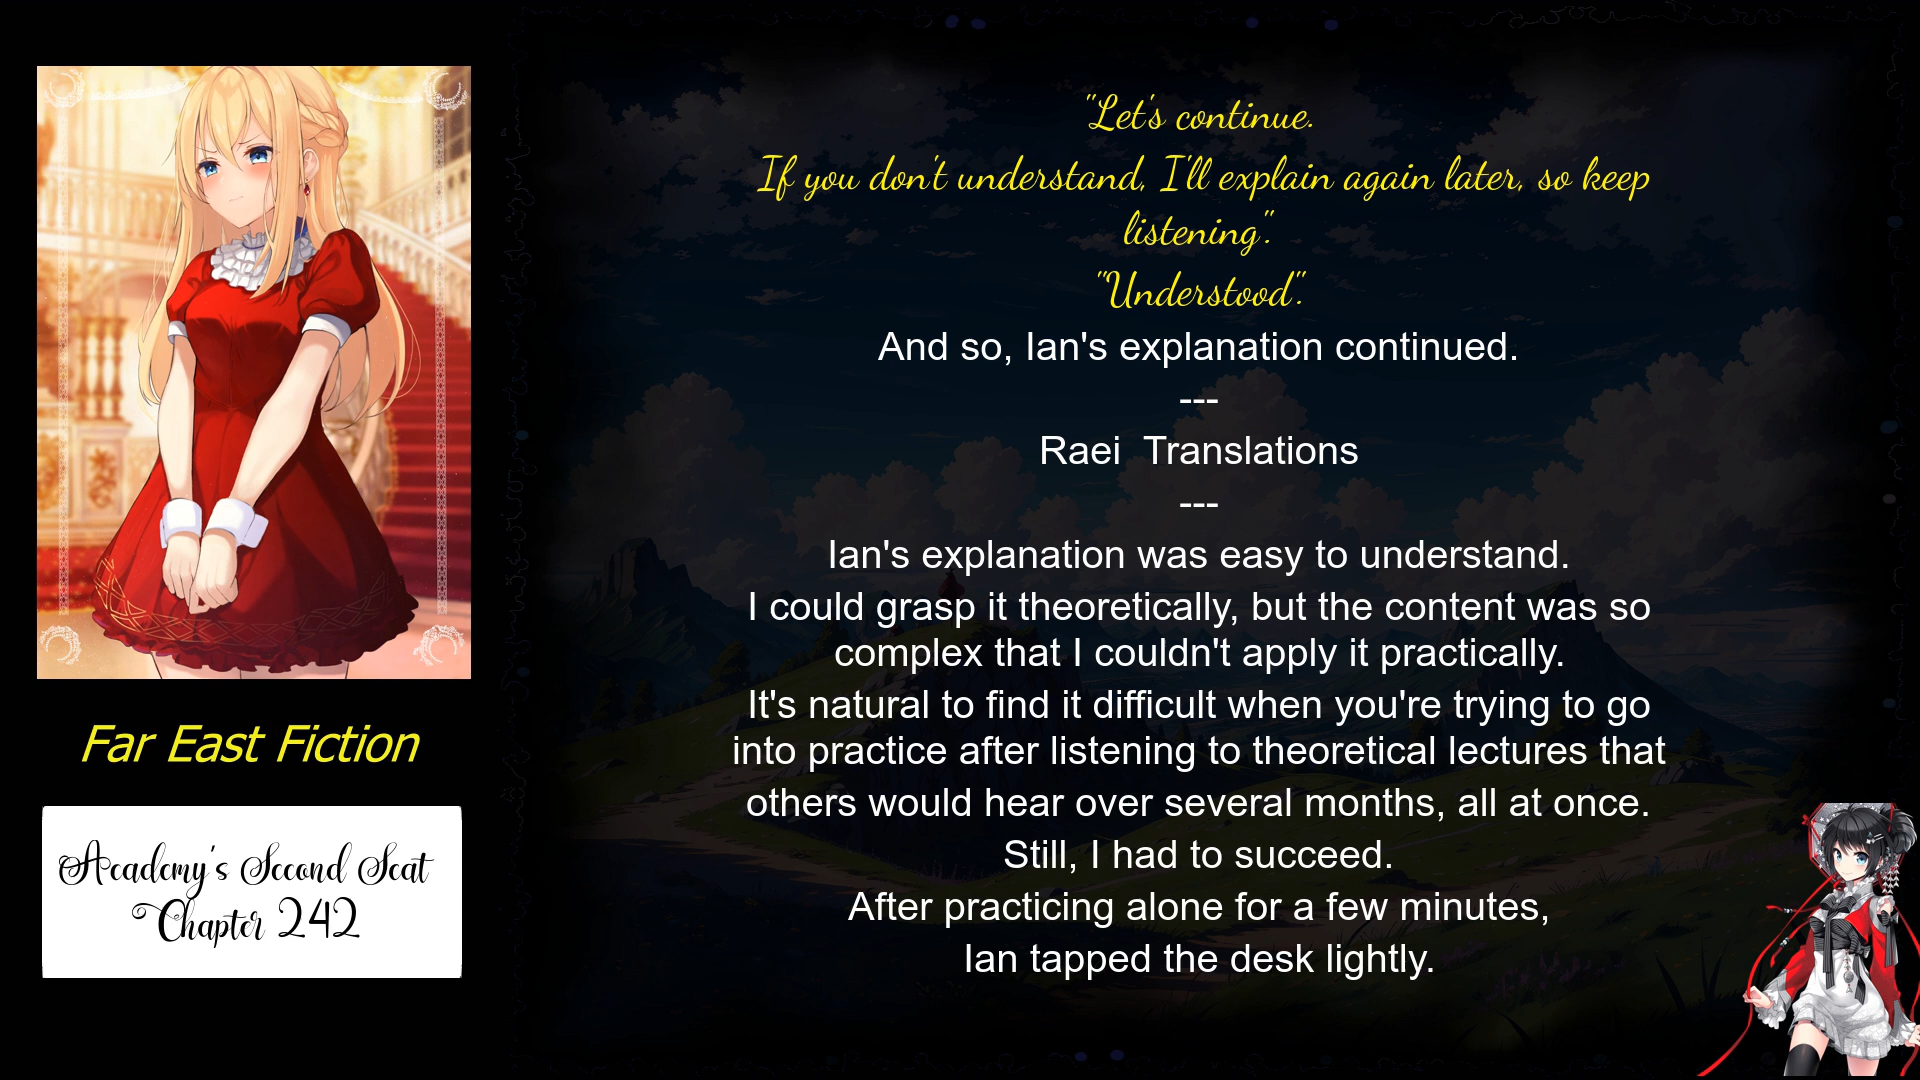 "Let's continue.
If you don't understand, I'll explain again later, so keep
listening".
"Understood".
And so, Ian's explanation continued.
---
Raei  Translations
---
Ian's explanation was easy to understand.
I could grasp it theoretically, but the content was so
complex that I couldn't apply it practically.
It's natural to find it difficult when you're trying to go
into practice after listening to theoretical lectures that
others would hear over several months, all at once.
Still, I had to succeed.
After practicing alone for a few minutes,
Ian tapped the desk lightly.
Far East Fiction
Academy's Second Seat
Chapter 242